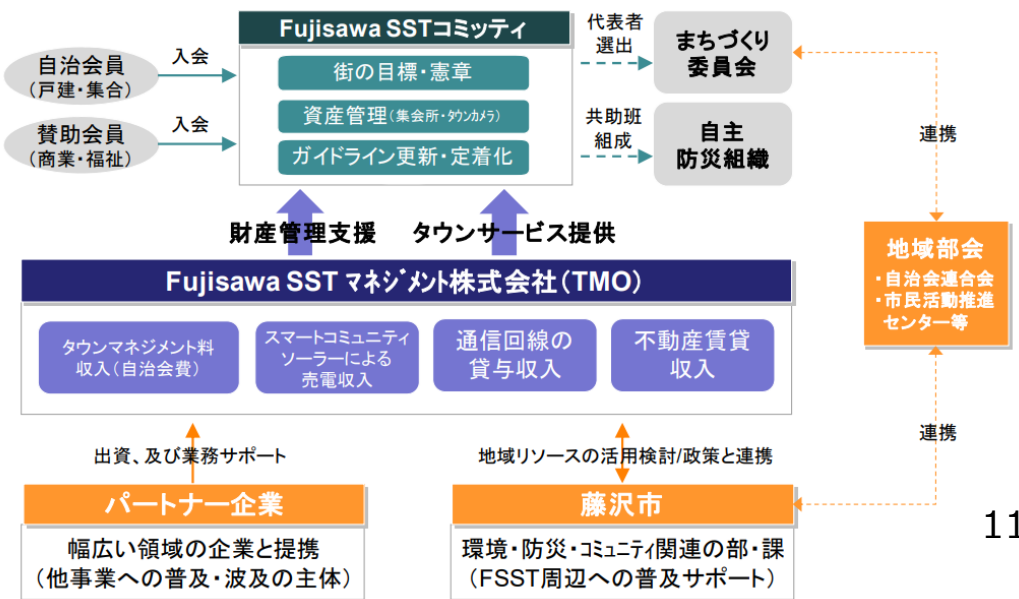 Fujisawa SSTコミッティ
自治会員
(戸建・集合)
入会
賛助会員
(商業・福祉)
入会
街の目標・憲章
資産管理(集会所・タウンカメラ)
ガイドライン更新・定着化
代表者
選出
まちづくり
委員会
共助班
組成
自主
防災組織
連携
財産管理支援
タウンサービス提供
地域部会
・自治会連合会
・市民活動推進
センター等
Fujisawa SST マネジメント株式会社(TMO)
タウンマネジメント料
収入(自治会費)
スマートコミュニティ
ソーラーによる
売電収入
通信回線の
貸与収入
不動産賃貸
収入
連携
出資、及び業務サポート
地域リソースの活用検討/政策と連携
パートナー企業
幅広い領域の企業と提携
(他事業への普及・波及の主体)
藤沢市
環境・防災・コミュニティ関連の部・課
(FSST周辺への普及サポート)
11